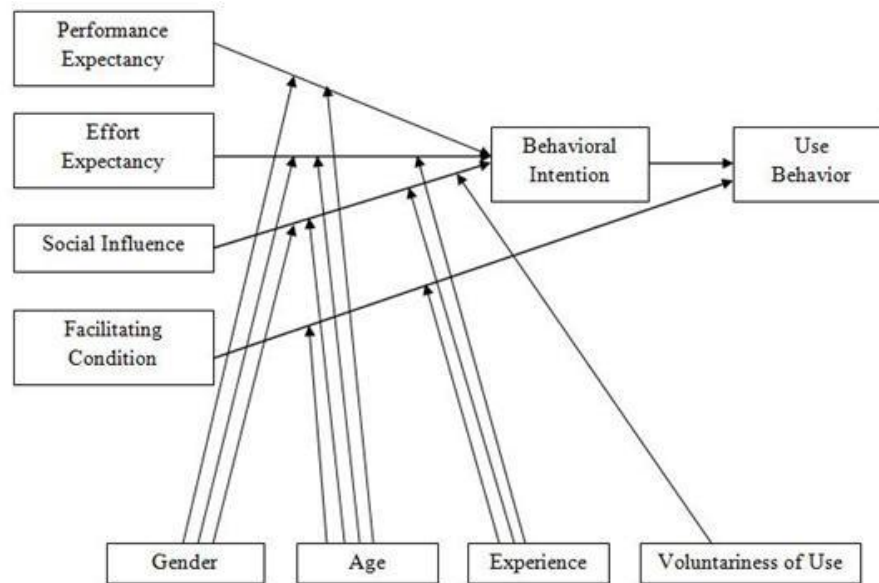 Performance
Expectancy
Effort
Expectancy
Behavioral
Intention
Use
Behavior
Social Influence
Facilitating
Condition
Gender
Age
Experience
Voluntariness of Use